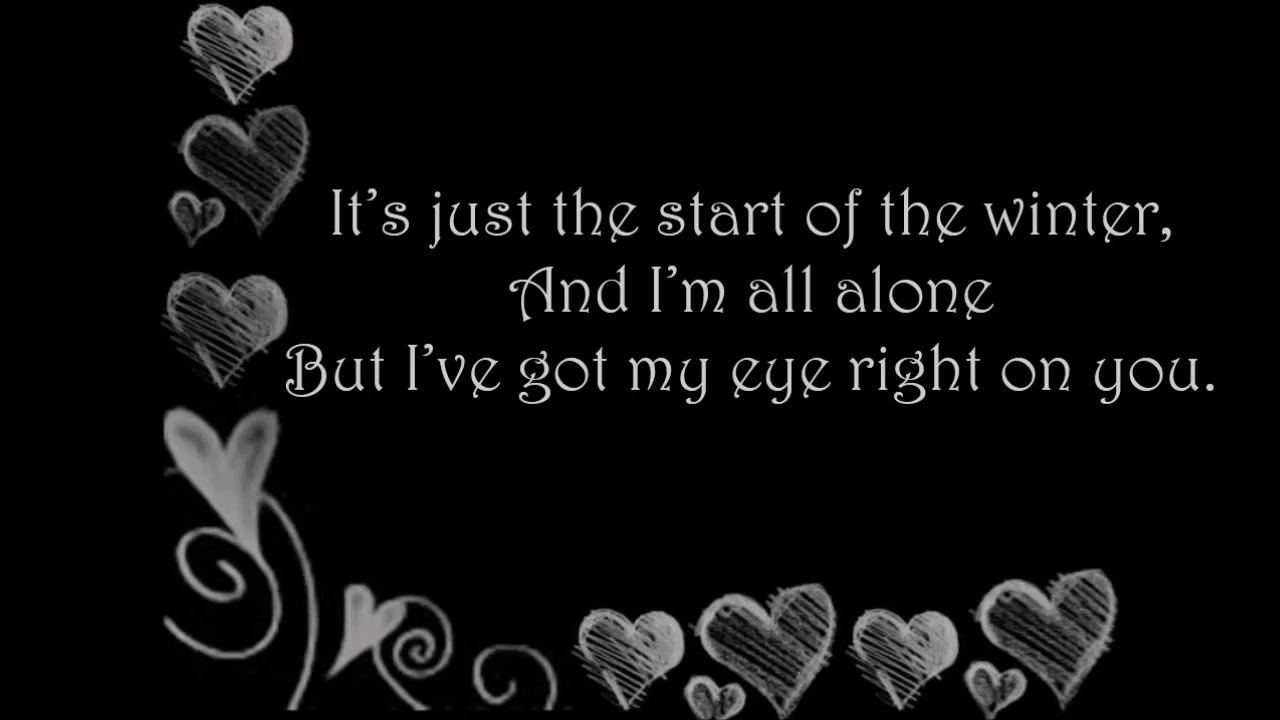 It's just the start of the winter,
And I'm all alone
But I've got my eye right on you.